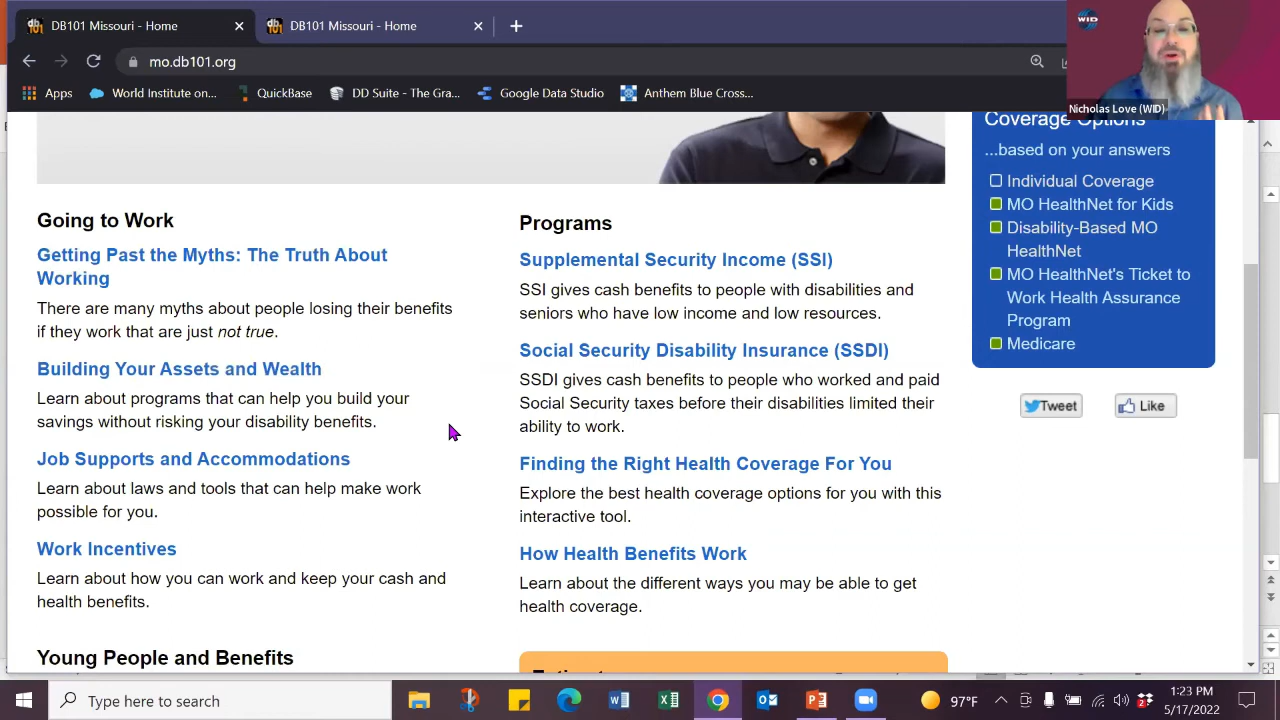 DB101 Missouri - Home
DB101 Missouri - Home
mo.db101.org
Apps
World Institute on...
QuickBase
DD Suite - The Gra...
Google Data Studio
Anthem Blue Cross...
WID
Nicholas Love (WID)
Going to Work
Getting Past the Myths: The Truth About
Working
There are many myths about people losing their benefits
if they work that are just not true.
Building Your Assets and Wealth
Learn about programs that can help you build your
savings without risking your disability benefits.
Job Supports and Accommodations
Learn about laws and tools that can help make work
possible for you.
Work Incentives
Learn about how you can work and keep your cash and
health benefits.
Young People and Benefits
Programs
Supplemental Security Income (SSI)
SSI gives cash benefits to people with disabilities and
seniors who have low income and low resources.
Social Security Disability Insurance (SSDI)
SSDI gives cash benefits to people who worked and paid
Social Security taxes before their disabilities limited their
ability to work.
Finding the Right Health Coverage For You
Explore the best health coverage options for you with this
interactive tool.
How Health Benefits Work
Learn about the different ways you may be able to get
health coverage.
Coverage Options
...based on your answers
Individual Coverage
MO HealthNet for Kids
Disability-Based MO
HealthNet
MO HealthNet's Ticket to
Work Health Assurance
Program
Medicare
Tweet
Like
Type here to search
97°F
1:23 PM
5/17/2022